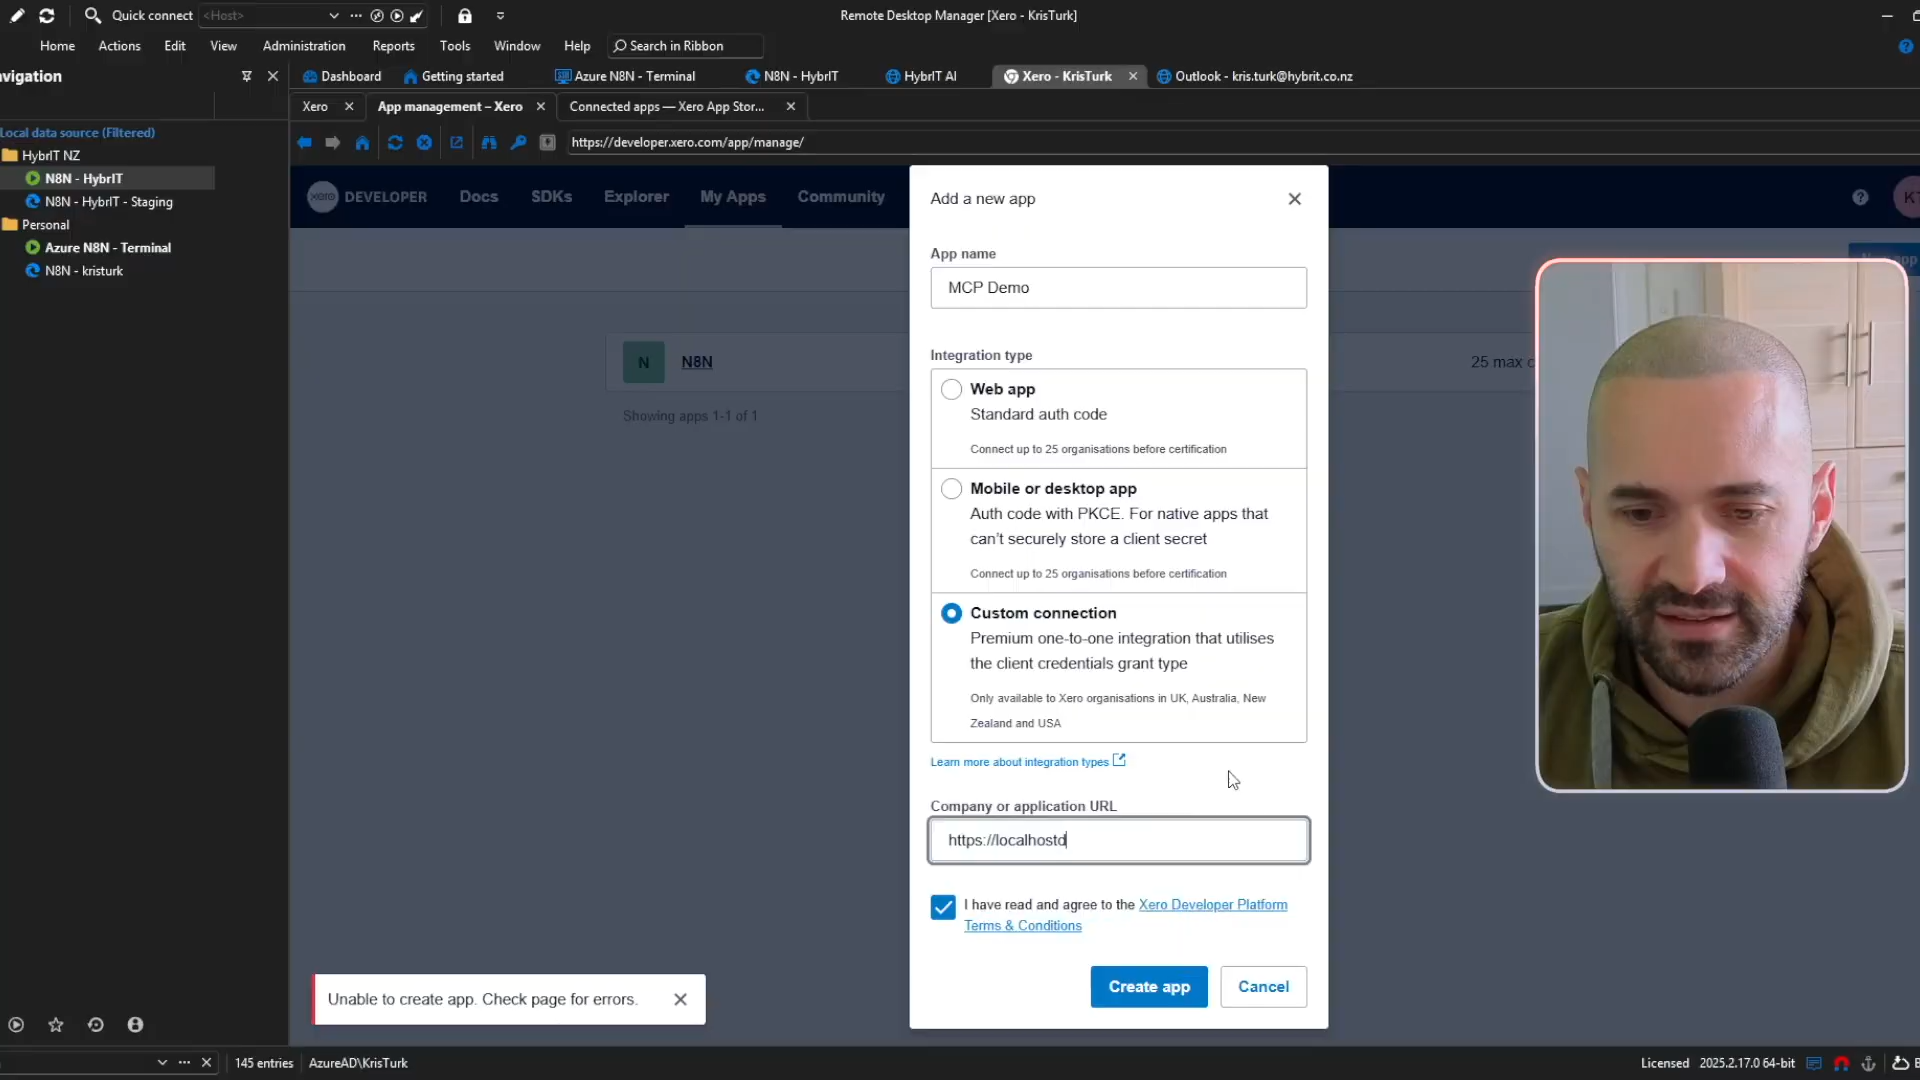 Quick connect <Host>
Remote Desktop Manager [Xero - KrisTurk]
Home Actions Edit View Administration Reports Tools Window Help Search in Ribbon
Dashboard Getting started Azure N8N - Terminal N8N - HybrIT HybrIT AI Xero - KrisTurk Outlook - kris.turk@hybrit.co.nz
Xero App management – Xero Connected apps — Xero App Stor...
https://developer.xero.com/app/manage/
Local data source (Filtered)
HybrIT NZ
N8N - HybrIT
N8N - HybrIT - Staging
Personal
Azure N8N - Terminal
N8N - kristurk
xero DEVELOPER Docs SDKs Explorer My Apps Community
KT
N N8N 25 max
Showing apps 1-1 of 1
Add a new app
App name
MCP Demo
Integration type
Web app
Standard auth code
Connect up to 25 organisations before certification
Mobile or desktop app
Auth code with PKCE. For native apps that
can't securely store a client secret
Connect up to 25 organisations before certification
Custom connection
Premium one-to-one integration that utilises
the client credentials grant type
Only available to Xero organisations in UK, Australia, New
Zealand and USA
Learn more about integration types
Company or application URL
https://localhostd
I have read and agree to the Xero Developer Platform
Terms & Conditions
Create app Cancel
Unable to create app. Check page for errors.
145 entries AzureAD\KrisTurk
Licensed 2025.2.17.0 64-bit